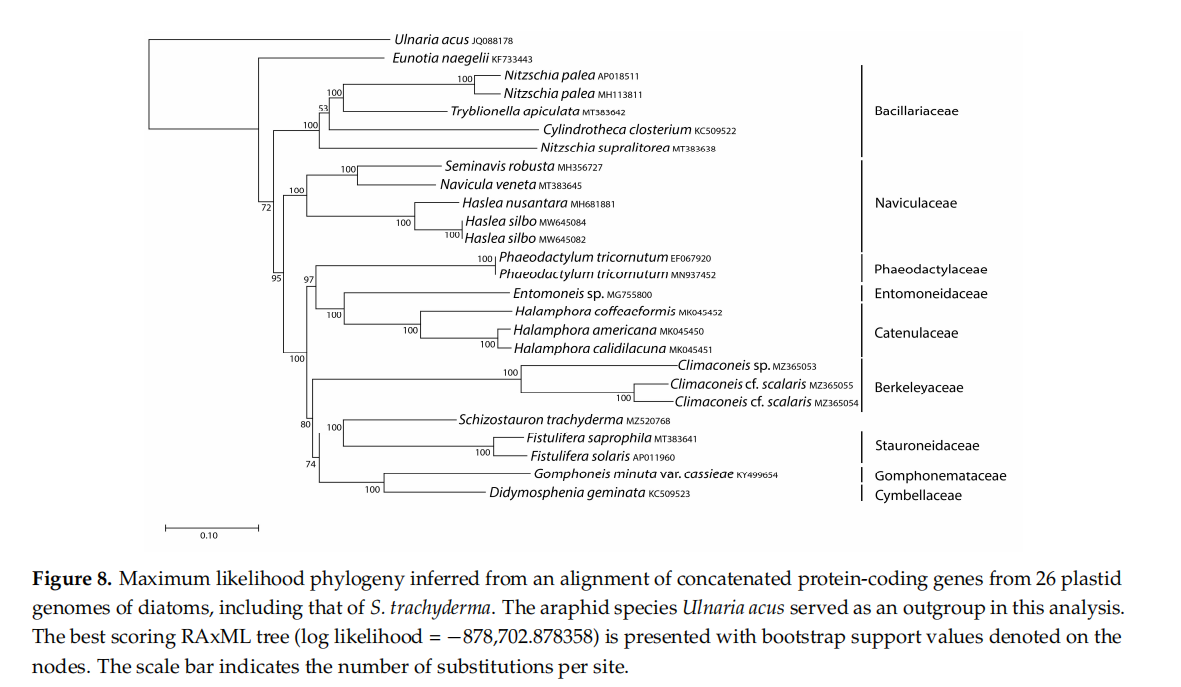 Ulnaria acus JQ088178
Eunotia naegelii KF733443
100
Nitzschia palea AP018511
100
Nitzschia palea MH113811
53
Tryblionella apiculata MT383642
Bacillariaceae
100
Cylindrotheca closterium KC509522
Nitzschia supralitorea MT383638
100
Seminavis robusta MH356727
100
Navicula veneta MT383645
72
Haslea nusantara MH681881
Naviculaceae
100
Haslea silbo MW645084
100
Haslea silbo MW645082
100
Phaeodactylum tricornutum EF067920
Phaeodactylaceae
95
97
Phaeodactylum tricornutum MN937452
Entomoneis sp. MG755800
Entomoneidaceae
100
Halamphora coffeaeformis MK045452
100
Halamphora americana MK045450
Catenulaceae
100
Halamphora calidilacuna MK045451
100
Climaconeis sp. MZ365053
100
Climaconeis cf. scalaris MZ365055
Berkeleyaceae
100
Climaconeis cf. scalaris MZ365054
80
100
Schizostauron trachyderma MZ520768
Fistulifera saprophila MT383641
Stauroneidaceae
100
Fistulifera solaris AP011960
74
Gomphoneis minuta var. cassieae KY499654
Gomphonemataceae
100
Didymosphenia geminata KC509523
Cymbellaceae
0.10
Figure 8. Maximum likelihood phylogeny inferred from an alignment of concatenated protein-coding genes from 26 plastid
genomes of diatoms, including that of S. trachyderma. The araphid species Ulnaria acus served as an outgroup in this analysis.
The best scoring RAxML tree (log likelihood = −878,702.878358) is presented with bootstrap support values denoted on the
nodes. The scale bar indicates the number of substitutions per site.